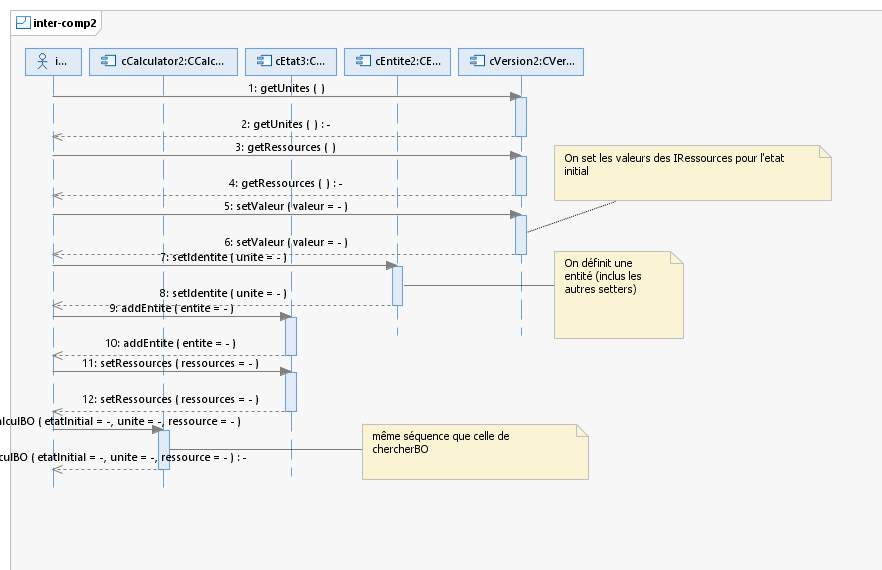 inter-comp2
i...
cCalculator2:CCalc...
cEtat3:C...
cEntite2:CE...
cVersion2:CVer...
1: getUnites ( )
2: getUnites ( ) : -
3: getRessources ( )
4: getRessources ( ) : -
On set les valeurs des IRessources pour l'etat
initial
5: setValeur ( valeur = - )
6: setValeur ( valeur = - )
7: setIdentite ( unite = - )
On définit une
entité (inclus les
autres setters)
8: setIdentite ( unite = - )
9: addEntite ( entite = - )
10: addEntite ( entite = - )
11: setRessources ( ressources = - )
12: setRessources ( ressources = - )
lculBO ( etatInitial = -, unite = -, ressource = - )
même séquence que celle de
chercherBO
culBO ( etatInitial = -, unite = -, ressource = - ) : -